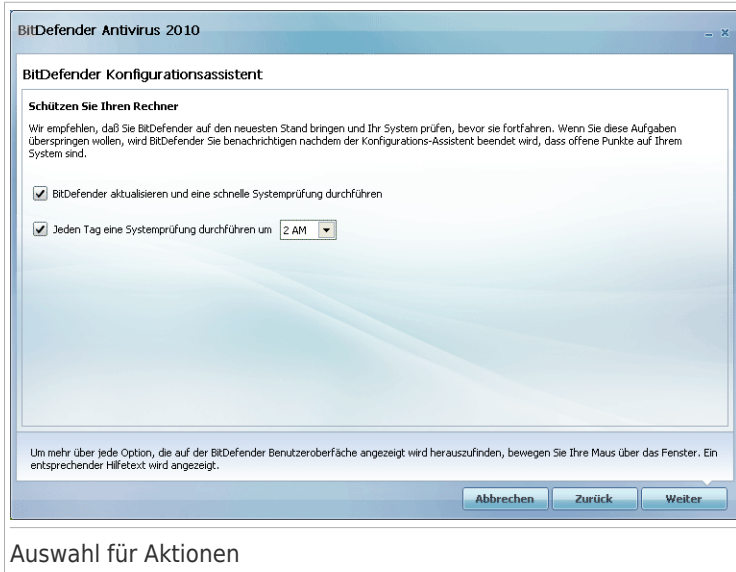 BitDefender Antivirus 2010
BitDefender Konfigurationsassistent
Schützen Sie Ihren Rechner
Wir empfehlen, daß Sie BitDefender auf den neuesten Stand bringen und Ihr System prüfen, bevor sie fortfahren. Wenn Sie diese Aufgaben
überspringen wollen, wird BitDefender Sie benachrichtigen nachdem der Konfigurations-Assistent beendet wird, dass offene Punkte auf Ihrem
System sind.
BitDefender aktualisieren und eine schnelle Systemprüfung durchführen
Jeden Tag eine Systemprüfung durchführen um 2 AM
Um mehr über jede Option, die auf der BitDefender Benutzeroberfäche angezeigt wird herauszufinden, bewegen Sie Ihre Maus über das Fenster. Ein
entsprechender Hilfetext wird angezeigt.
Abbrechen Zurück Weiter
Auswahl für Aktionen